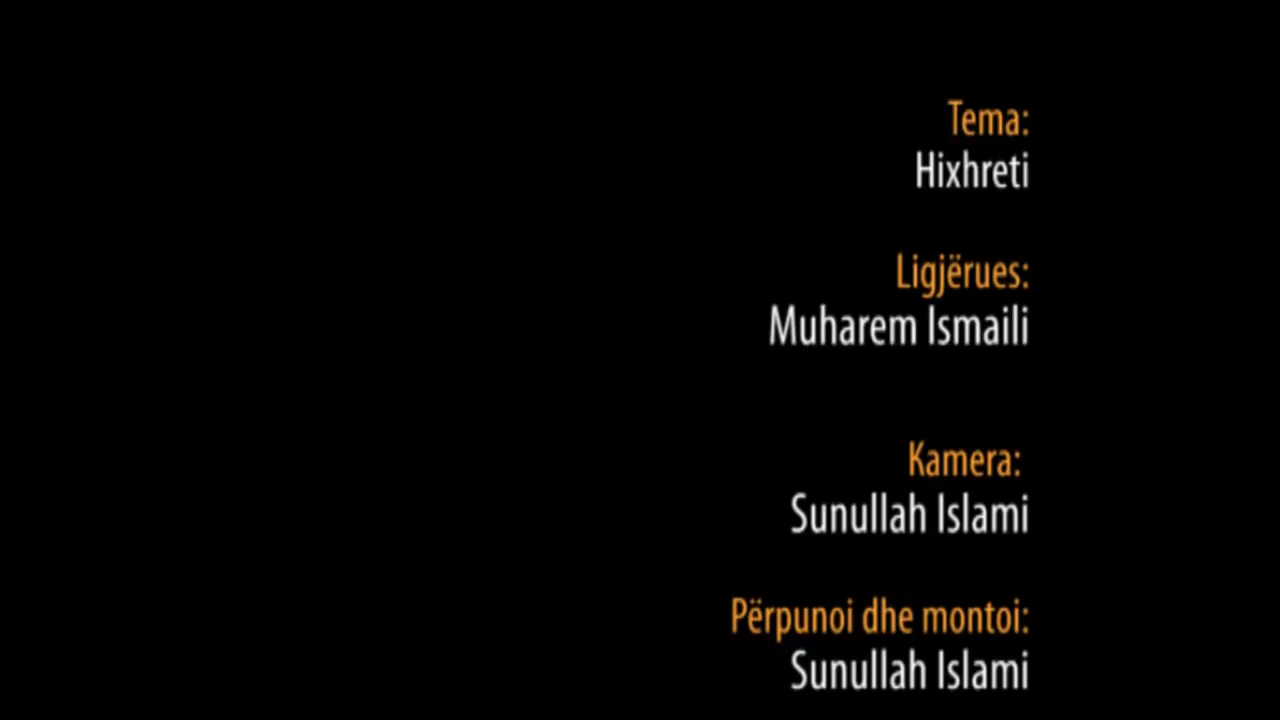 Tema:
Hixhreti
Ligjërues:
Muharem Ismaili
Kamera:
Sunullah Islami
Përpunoi dhe montoi:
Sunullah Islami